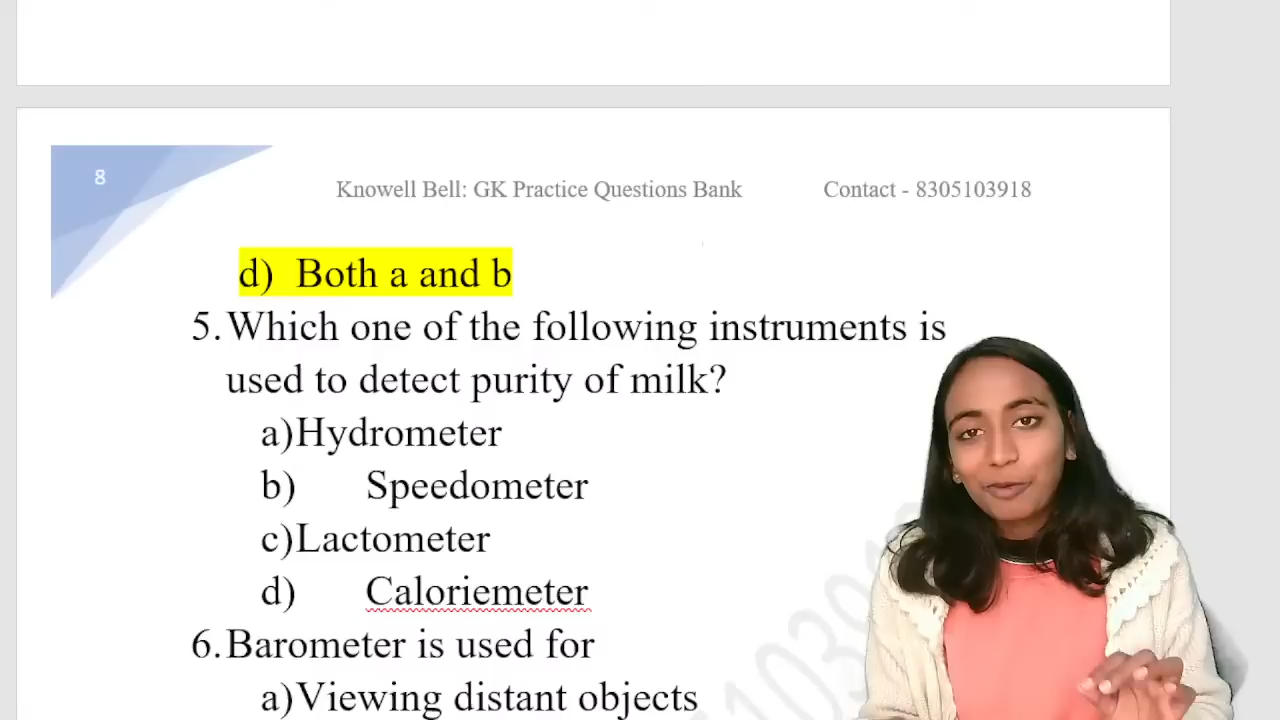 8
Knowell Bell: GK Practice Questions Bank Contact - 8305103918
d) Both a and b
5. Which one of the following instruments is
used to detect purity of milk?
a)Hydrometer
b) Speedometer
c)Lactometer
d) Caloriemeter
6. Barometer is used for
a)Viewing distant objects